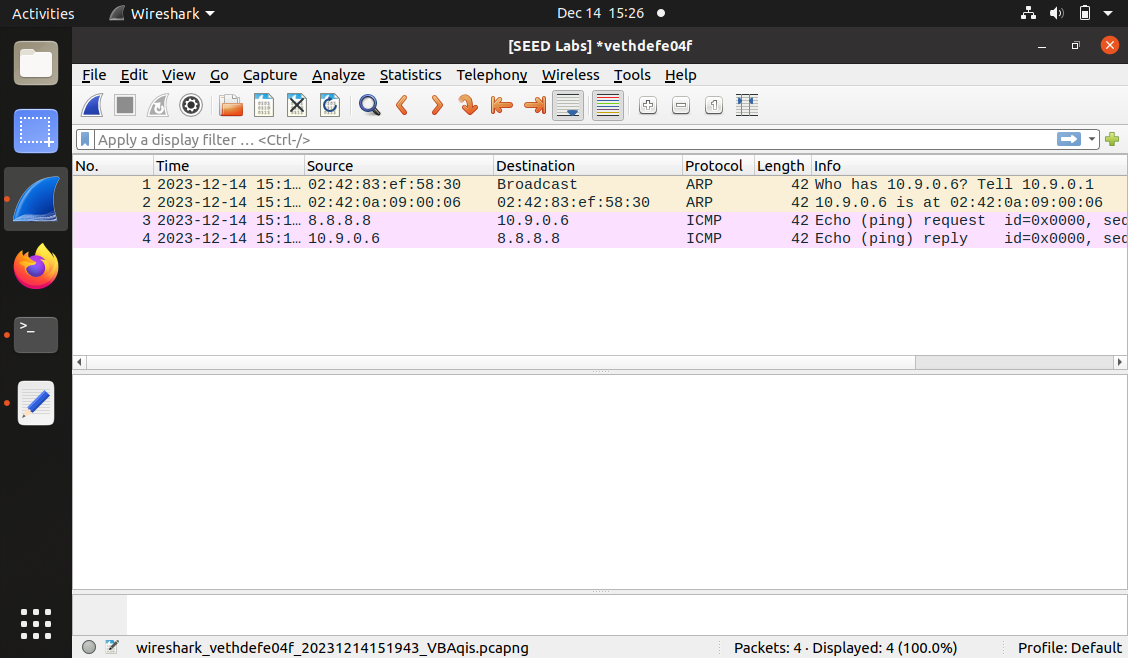 Activities Wireshark Dec 14 15:26
[SEED Labs] *vethdefe04f
File Edit View Go Capture Analyze Statistics Telephony Wireless Tools Help
Apply a display filter … <Ctrl-/>
No. Time Source Destination Protocol Length Info
1 2023-12-14 15:1… 02:42:83:ef:58:30 Broadcast ARP 42 Who has 10.9.0.6? Tell 10.9.0.1
2 2023-12-14 15:1… 02:42:0a:09:00:06 02:42:83:ef:58:30 ARP 42 10.9.0.6 is at 02:42:0a:09:00:06
3 2023-12-14 15:1… 8.8.8.8 10.9.0.6 ICMP 42 Echo (ping) request id=0x0000, seq
4 2023-12-14 15:1… 10.9.0.6 8.8.8.8 ICMP 42 Echo (ping) reply id=0x0000, seq
wireshark_vethdefe04f_20231214151943_VBAqis.pcapng Packets: 4 · Displayed: 4 (100.0%) Profile: Default